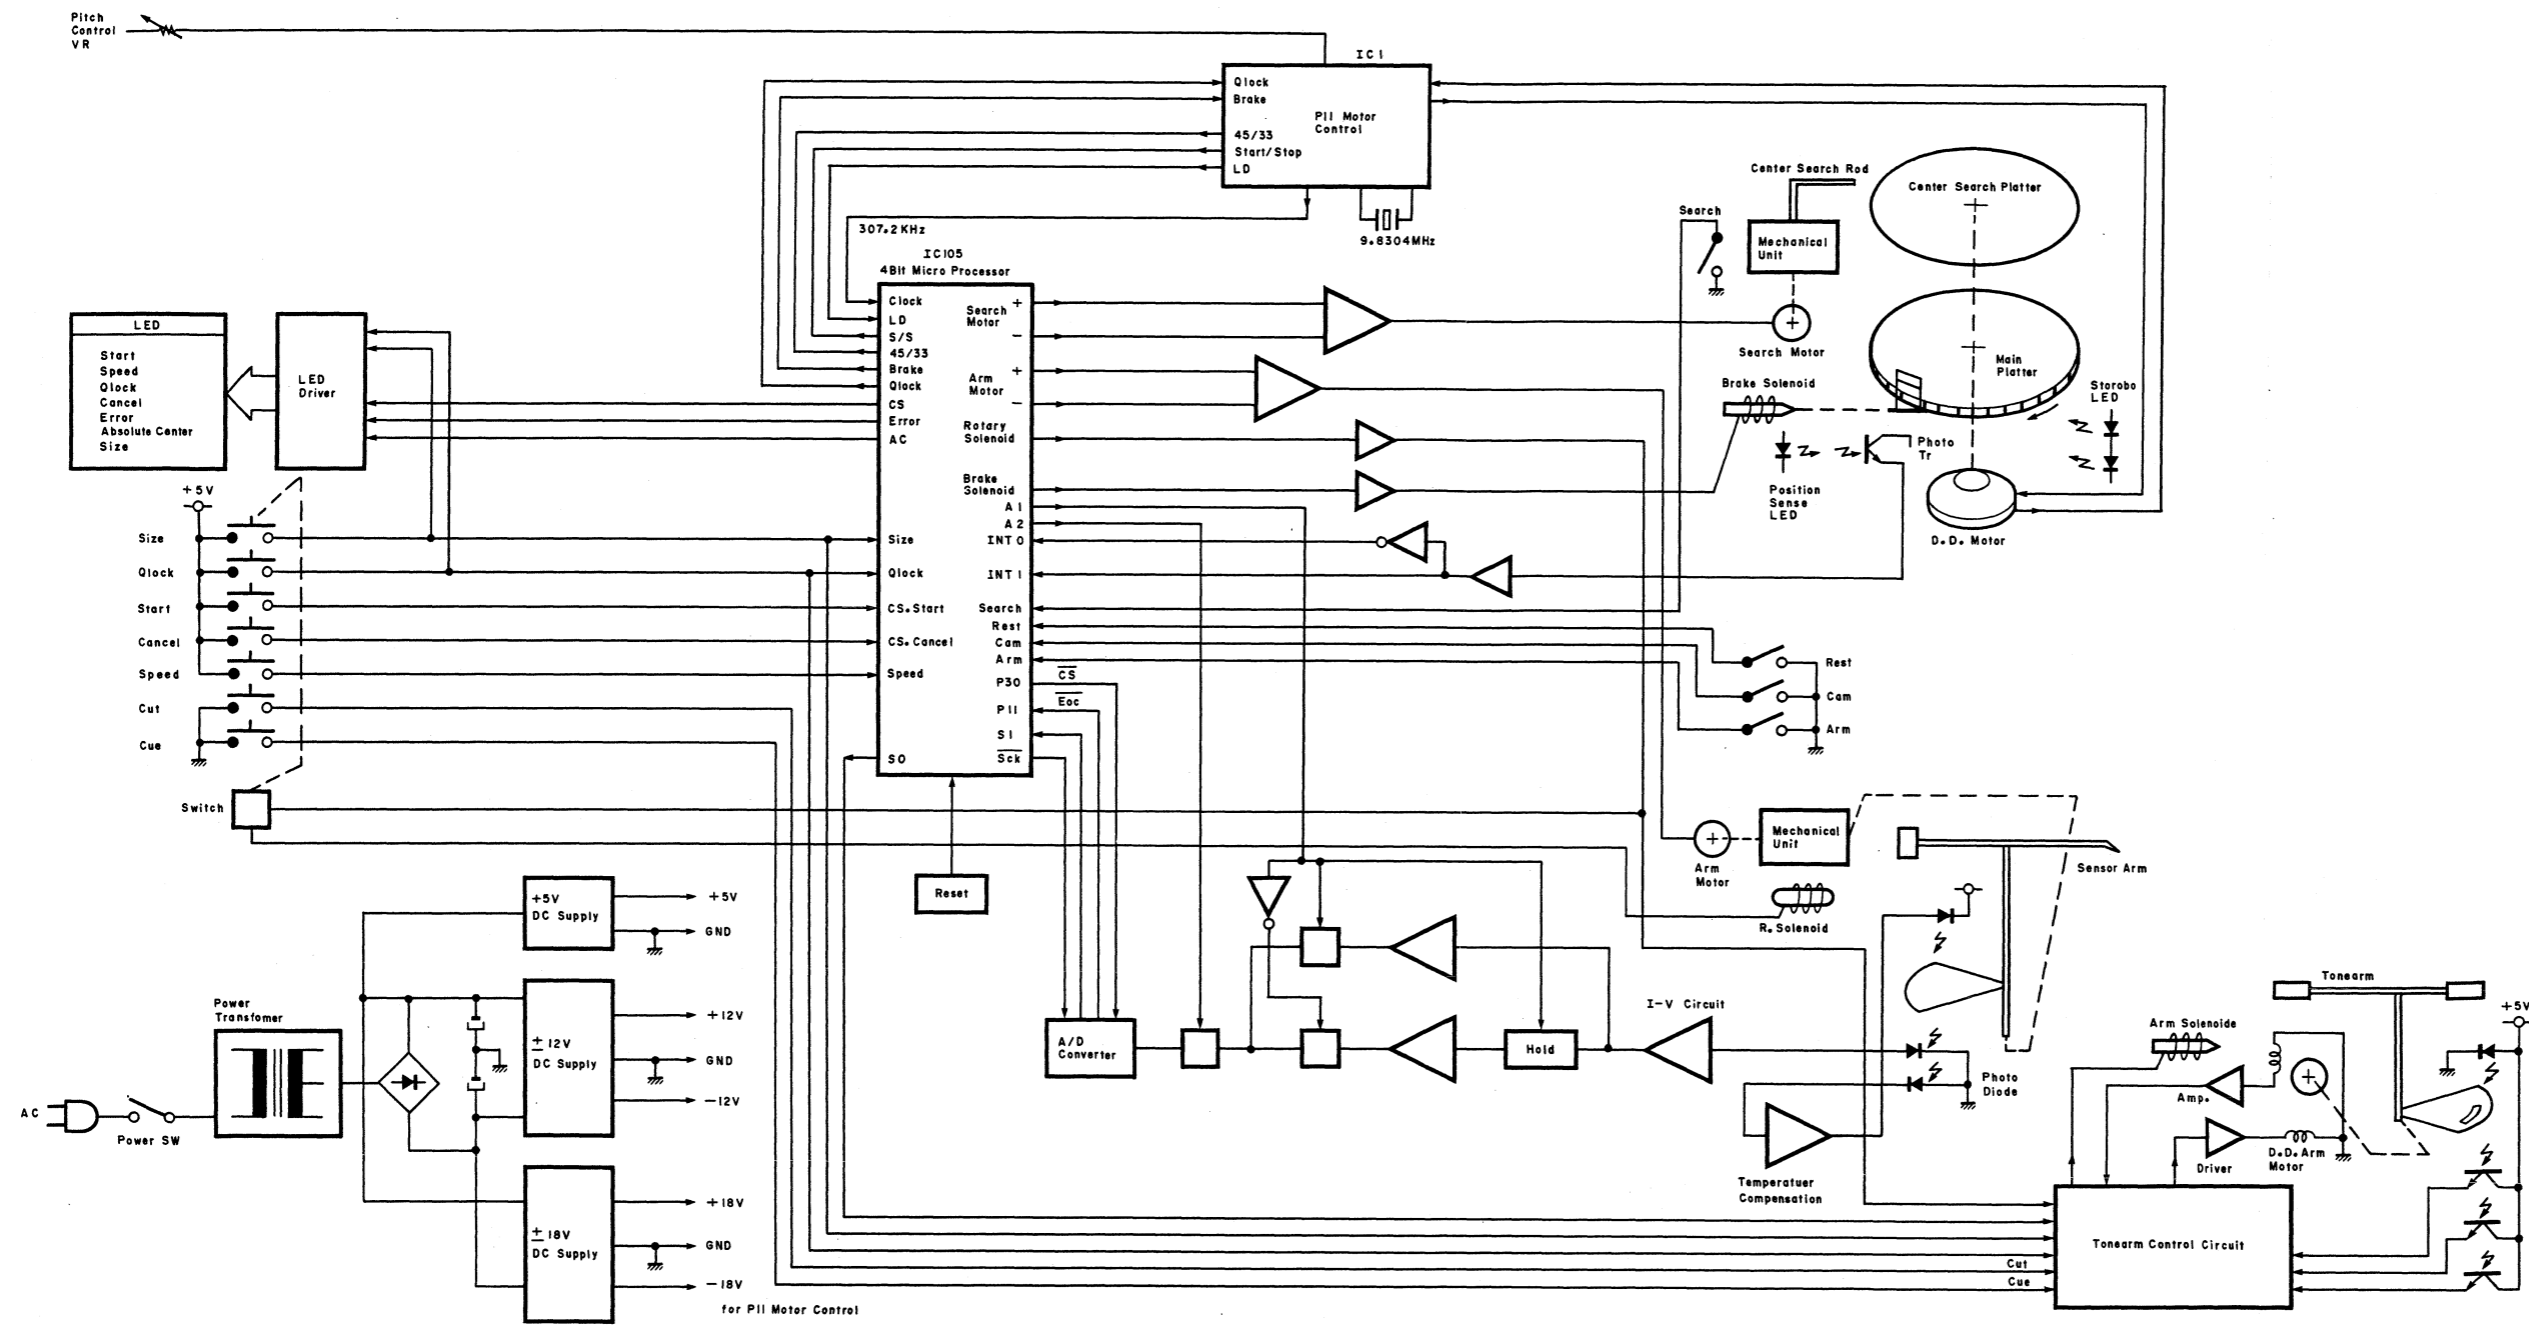 Pitch
Control
VR
IC1
Qlock
Brake
45/33
Start/Stop
LD
P11 Motor
Control
9.8304MHz
307.2KHz
IC105
4Bit Micro Processor
Clock
LD
S/S
45/33
Brake
Qlock
CS
Error
AC
Size
Qlock
CS.Start
CS.Cancel
Speed
SO
Search
Motor
+
−
Arm
Motor
+
−
Rotary
Solenoid
Brake
Solenoid
A1
A2
INT0
INT1
Search
Rest
Cam
Arm
P30
P11
S1
Sck
CS
Eoc
Reset
LED
Start
Speed
Qlock
Cancel
Error
Absolute Center
Size
LED
Driver
+5V
Size
Qlock
Start
Cancel
Speed
Cut
Cue
Switch
Search
Center Search Rod
Mechanical
Unit
Search Motor
Center Search Platter
Main
Platter
Brake Solenoid
Storobo
LED
Position
Sense
LED
Photo
Tr
D.D. Motor
Rest
Cam
Arm
Arm
Motor
Mechanical
Unit
R. Solenoid
Sensor Arm
I-V Circuit
Hold
A/D
Converter
Photo
Diode
Temperatuer
Compensation
Tonearm
+5V
Arm Solenoide
Amp.
Driver
D.D. Arm
Motor
Tonearm Control Circuit
Cut
Cue
AC
Power SW
Power
Transfomer
+5V
DC Supply
+5V
GND
±12V
DC Supply
+12V
GND
−12V
±18V
DC Supply
+18V
GND
−18V
for P11 Motor Control